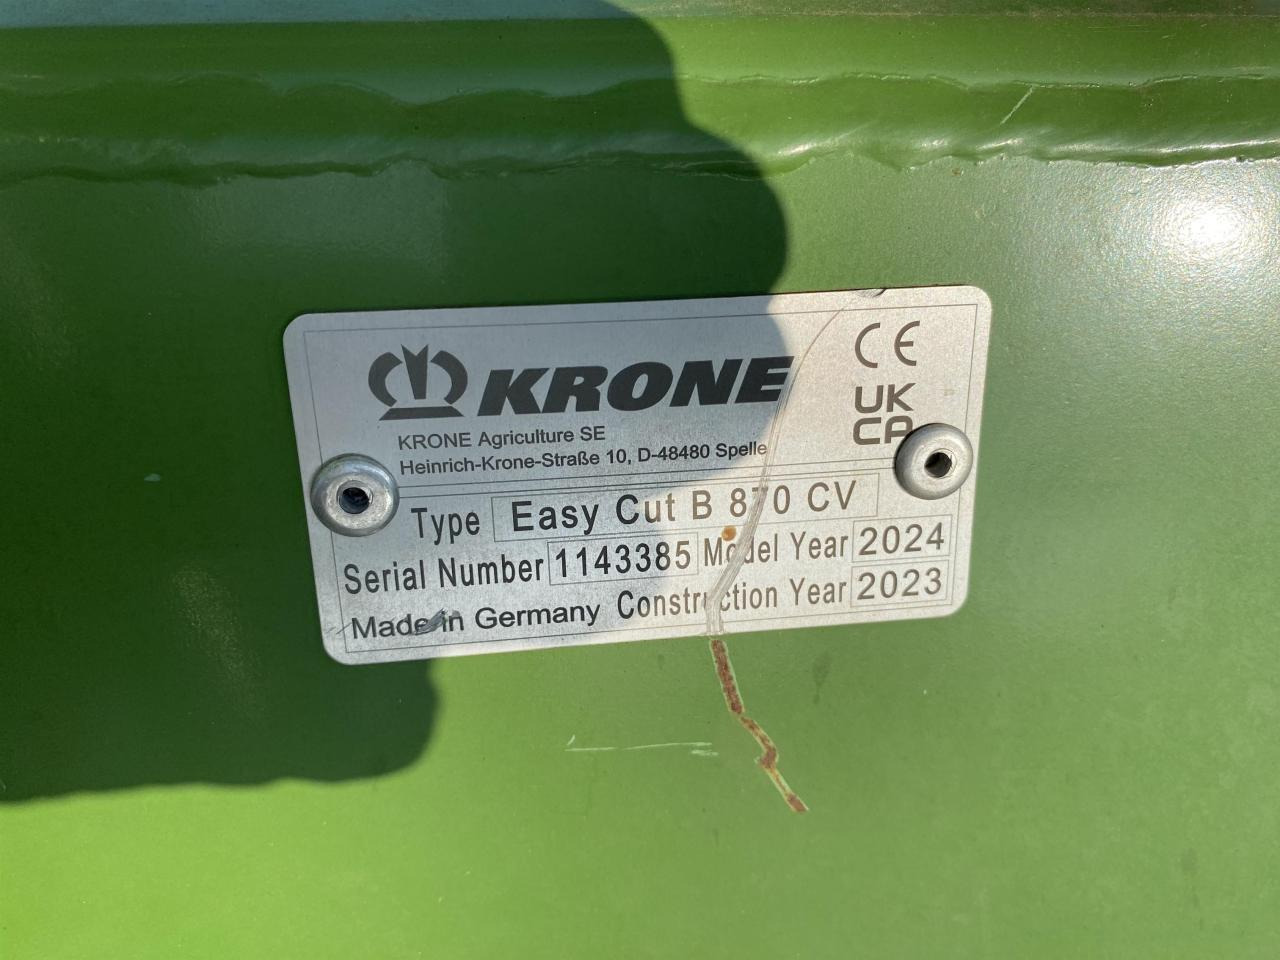 KRONE
CE
UK
CA
KRONE Agriculture SE
Heinrich-Krone-Straße 10, D-48480 Spelle
Type Easy Cut B 870 CV
Serial Number 1143385 Model Year 2024
Made in Germany Construction Year 2023